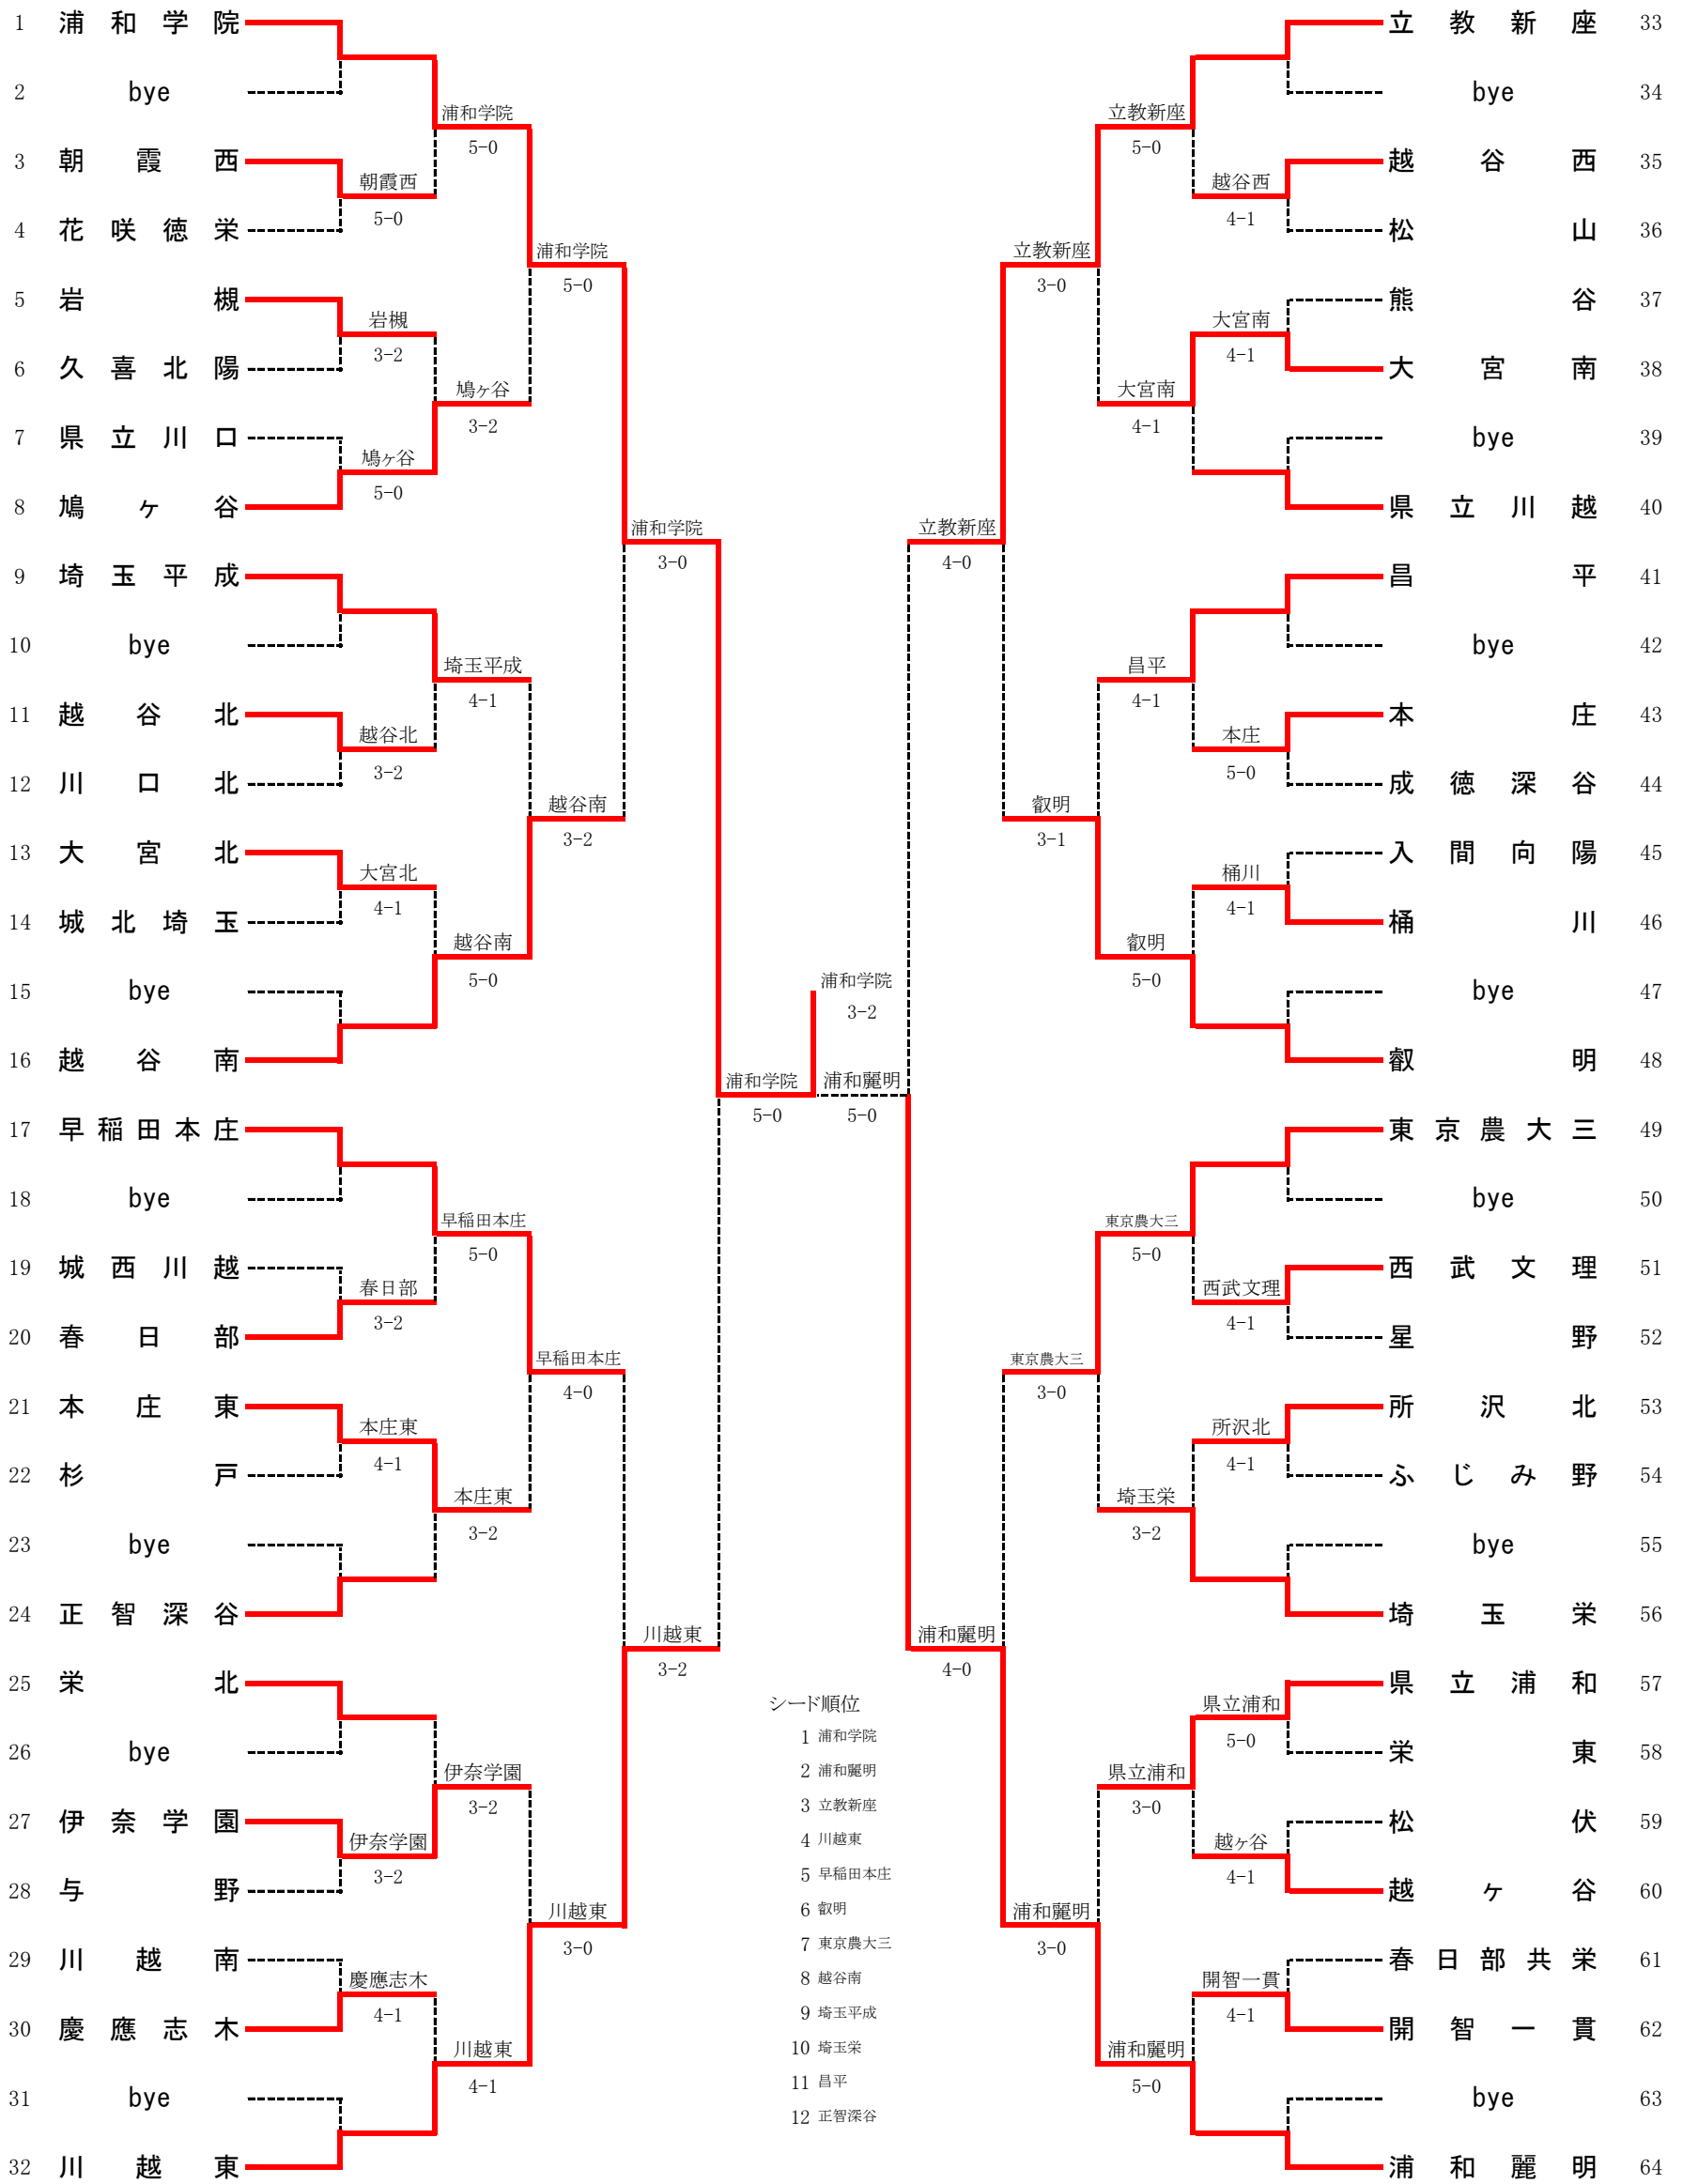 1 浦和学院
2 bye
3 朝霞西
4 花咲徳栄
5 岩槻
6 久喜北陽
7 県立川口
8 鳩ヶ谷
9 埼玉平成
10 bye
11 越谷北
12 川口北
13 大宮北
14 城北埼玉
15 bye
16 越谷南
17 早稲田本庄
18 bye
19 城西川越
20 春日部
21 本庄東
22 杉戸
23 bye
24 正智深谷
25 栄北
26 bye
27 伊奈学園
28 与野
29 川越南
30 慶應志木
31 bye
32 川越東
朝霞西
5-0
岩槻
3-2
鳩ヶ谷
5-0
越谷北
3-2
大宮北
4-1
春日部
3-2
本庄東
4-1
伊奈学園
3-2
慶應志木
4-1
浦和学院
5-0
鳩ヶ谷
3-2
埼玉平成
4-1
越谷南
5-0
早稲田本庄
5-0
本庄東
3-2
伊奈学園
3-2
川越東
4-1
浦和学院
5-0
越谷南
3-2
早稲田本庄
4-0
川越東
3-0
浦和学院
3-0
川越東
3-2
浦和学院
5-0
浦和学院
3-2
浦和麗明
5-0
シード順位
1 浦和学院
2 浦和麗明
3 立教新座
4 川越東
5 早稲田本庄
6 叡明
7 東京農大三
8 越谷南
9 埼玉平成
10 埼玉栄
11 昌平
12 正智深谷
立教新座
4-0
浦和麗明
4-0
立教新座
3-0
叡明
3-1
東京農大三
3-0
浦和麗明
3-0
立教新座
5-0
大宮南
4-1
昌平
4-1
叡明
5-0
東京農大三
5-0
埼玉栄
3-2
県立浦和
3-0
浦和麗明
5-0
越谷西
4-1
大宮南
4-1
本庄
5-0
桶川
4-1
西武文理
4-1
所沢北
4-1
県立浦和
5-0
越ヶ谷
4-1
開智一貫
4-1
立教新座 33
bye 34
越谷西 35
松山 36
熊谷 37
大宮南 38
bye 39
県立川越 40
昌平 41
bye 42
本庄 43
成徳深谷 44
入間向陽 45
桶川 46
bye 47
叡明 48
東京農大三 49
bye 50
西武文理 51
星野 52
所沢北 53
ふじみ野 54
bye 55
埼玉栄 56
県立浦和 57
栄東 58
松伏 59
越ヶ谷 60
春日部共栄 61
開智一貫 62
bye 63
浦和麗明 64